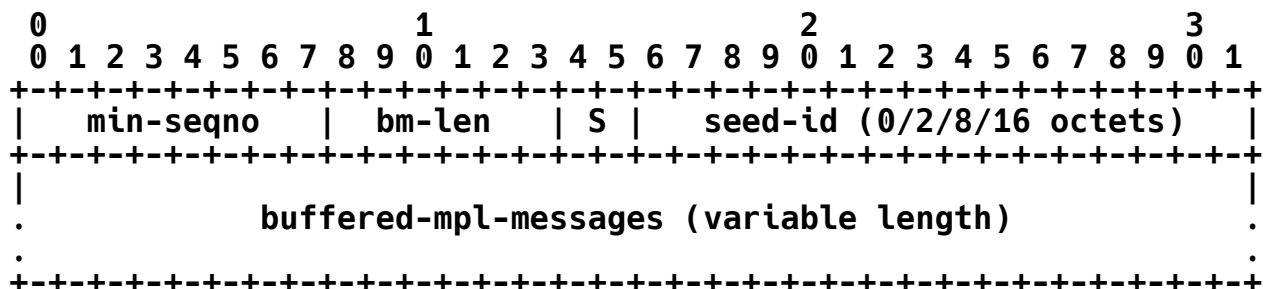 0                   1                   2                   3
 0 1 2 3 4 5 6 7 8 9 0 1 2 3 4 5 6 7 8 9 0 1 2 3 4 5 6 7 8 9 0 1
+-+-+-+-+-+-+-+-+-+-+-+-+-+-+-+-+-+-+-+-+-+-+-+-+-+-+-+-+-+-+-+-+
|   min-seqno   |  bm-len   | S |   seed-id (0/2/8/16 octets)   |
+-+-+-+-+-+-+-+-+-+-+-+-+-+-+-+-+-+-+-+-+-+-+-+-+-+-+-+-+-+-+-+-+
|                                                               |
.            buffered-mpl-messages (variable length)            .
.                                                               .
+-+-+-+-+-+-+-+-+-+-+-+-+-+-+-+-+-+-+-+-+-+-+-+-+-+-+-+-+-+-+-+-+